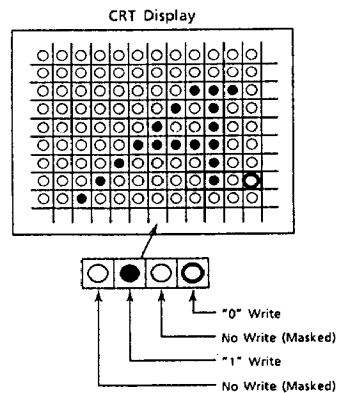 CRT Display
"0" Write
No Write (Masked)
"1" Write
No Write (Masked)